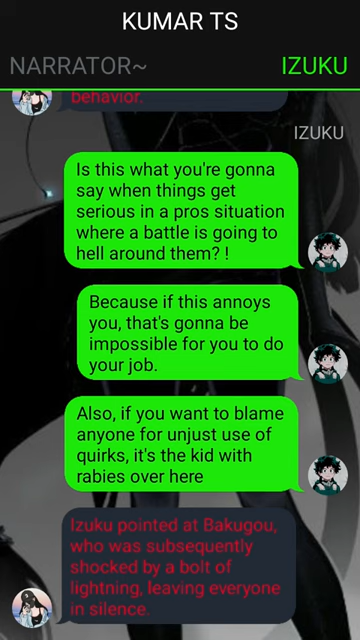 KUMAR TS
NARRATOR~ IZUKU
behavior.
IZUKU
Is this what you're gonna
say when things get
serious in a pros situation
where a battle is going to
hell around them? !
Because if this annoys
you, that's gonna be
impossible for you to do
your job.
Also, if you want to blame
anyone for unjust use of
quirks, it's the kid with
rabies over here
Izuku pointed at Bakugou,
who was subsequently
shocked by a bolt of
lightning, leaving everyone
in silence.